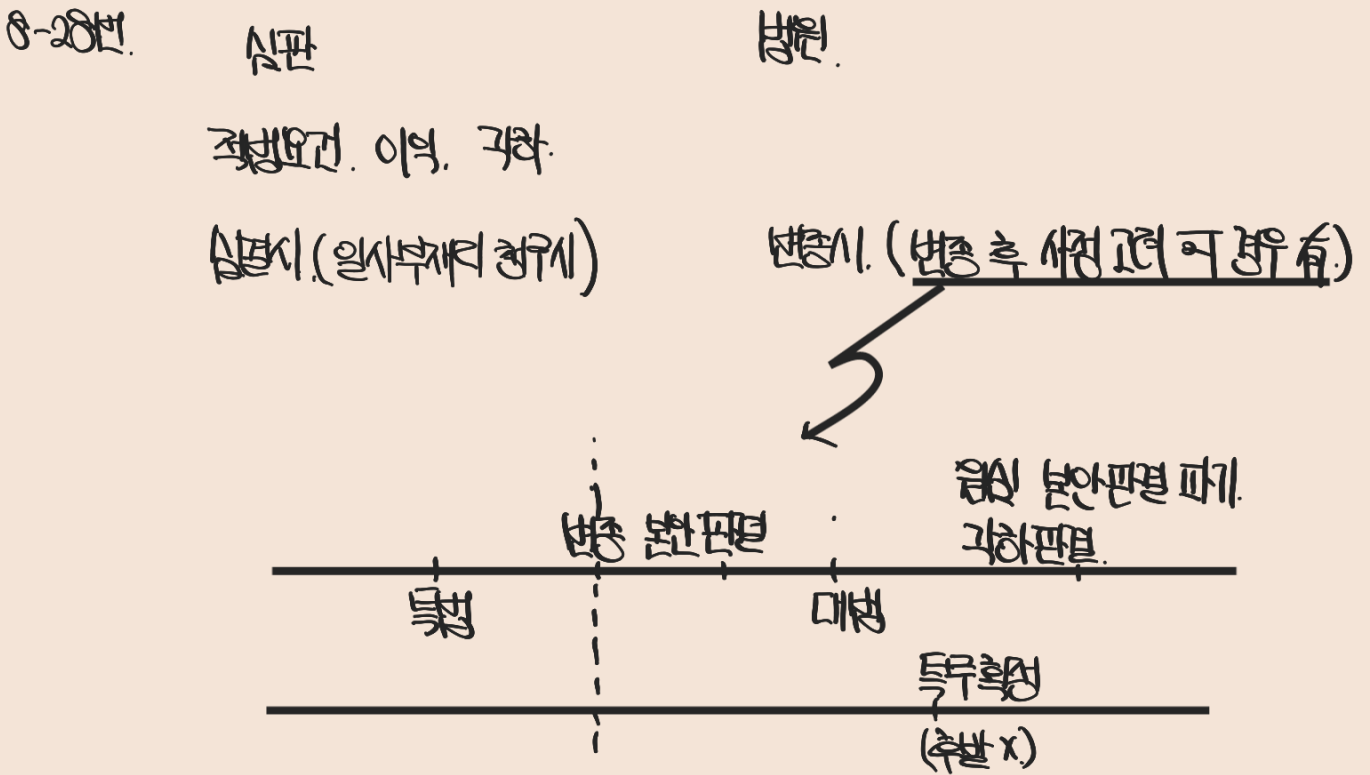 8-28번.
심판
법원.
적법요건. 이익. 각하.
심결시.(일사부재리 청구시)
변종시. (변종 후 사정 고려 여 경우 有.)
변종 본안판결
원심 본안판결 파기.
각하판결.
특법
대법
특무확정
(후발 X.)